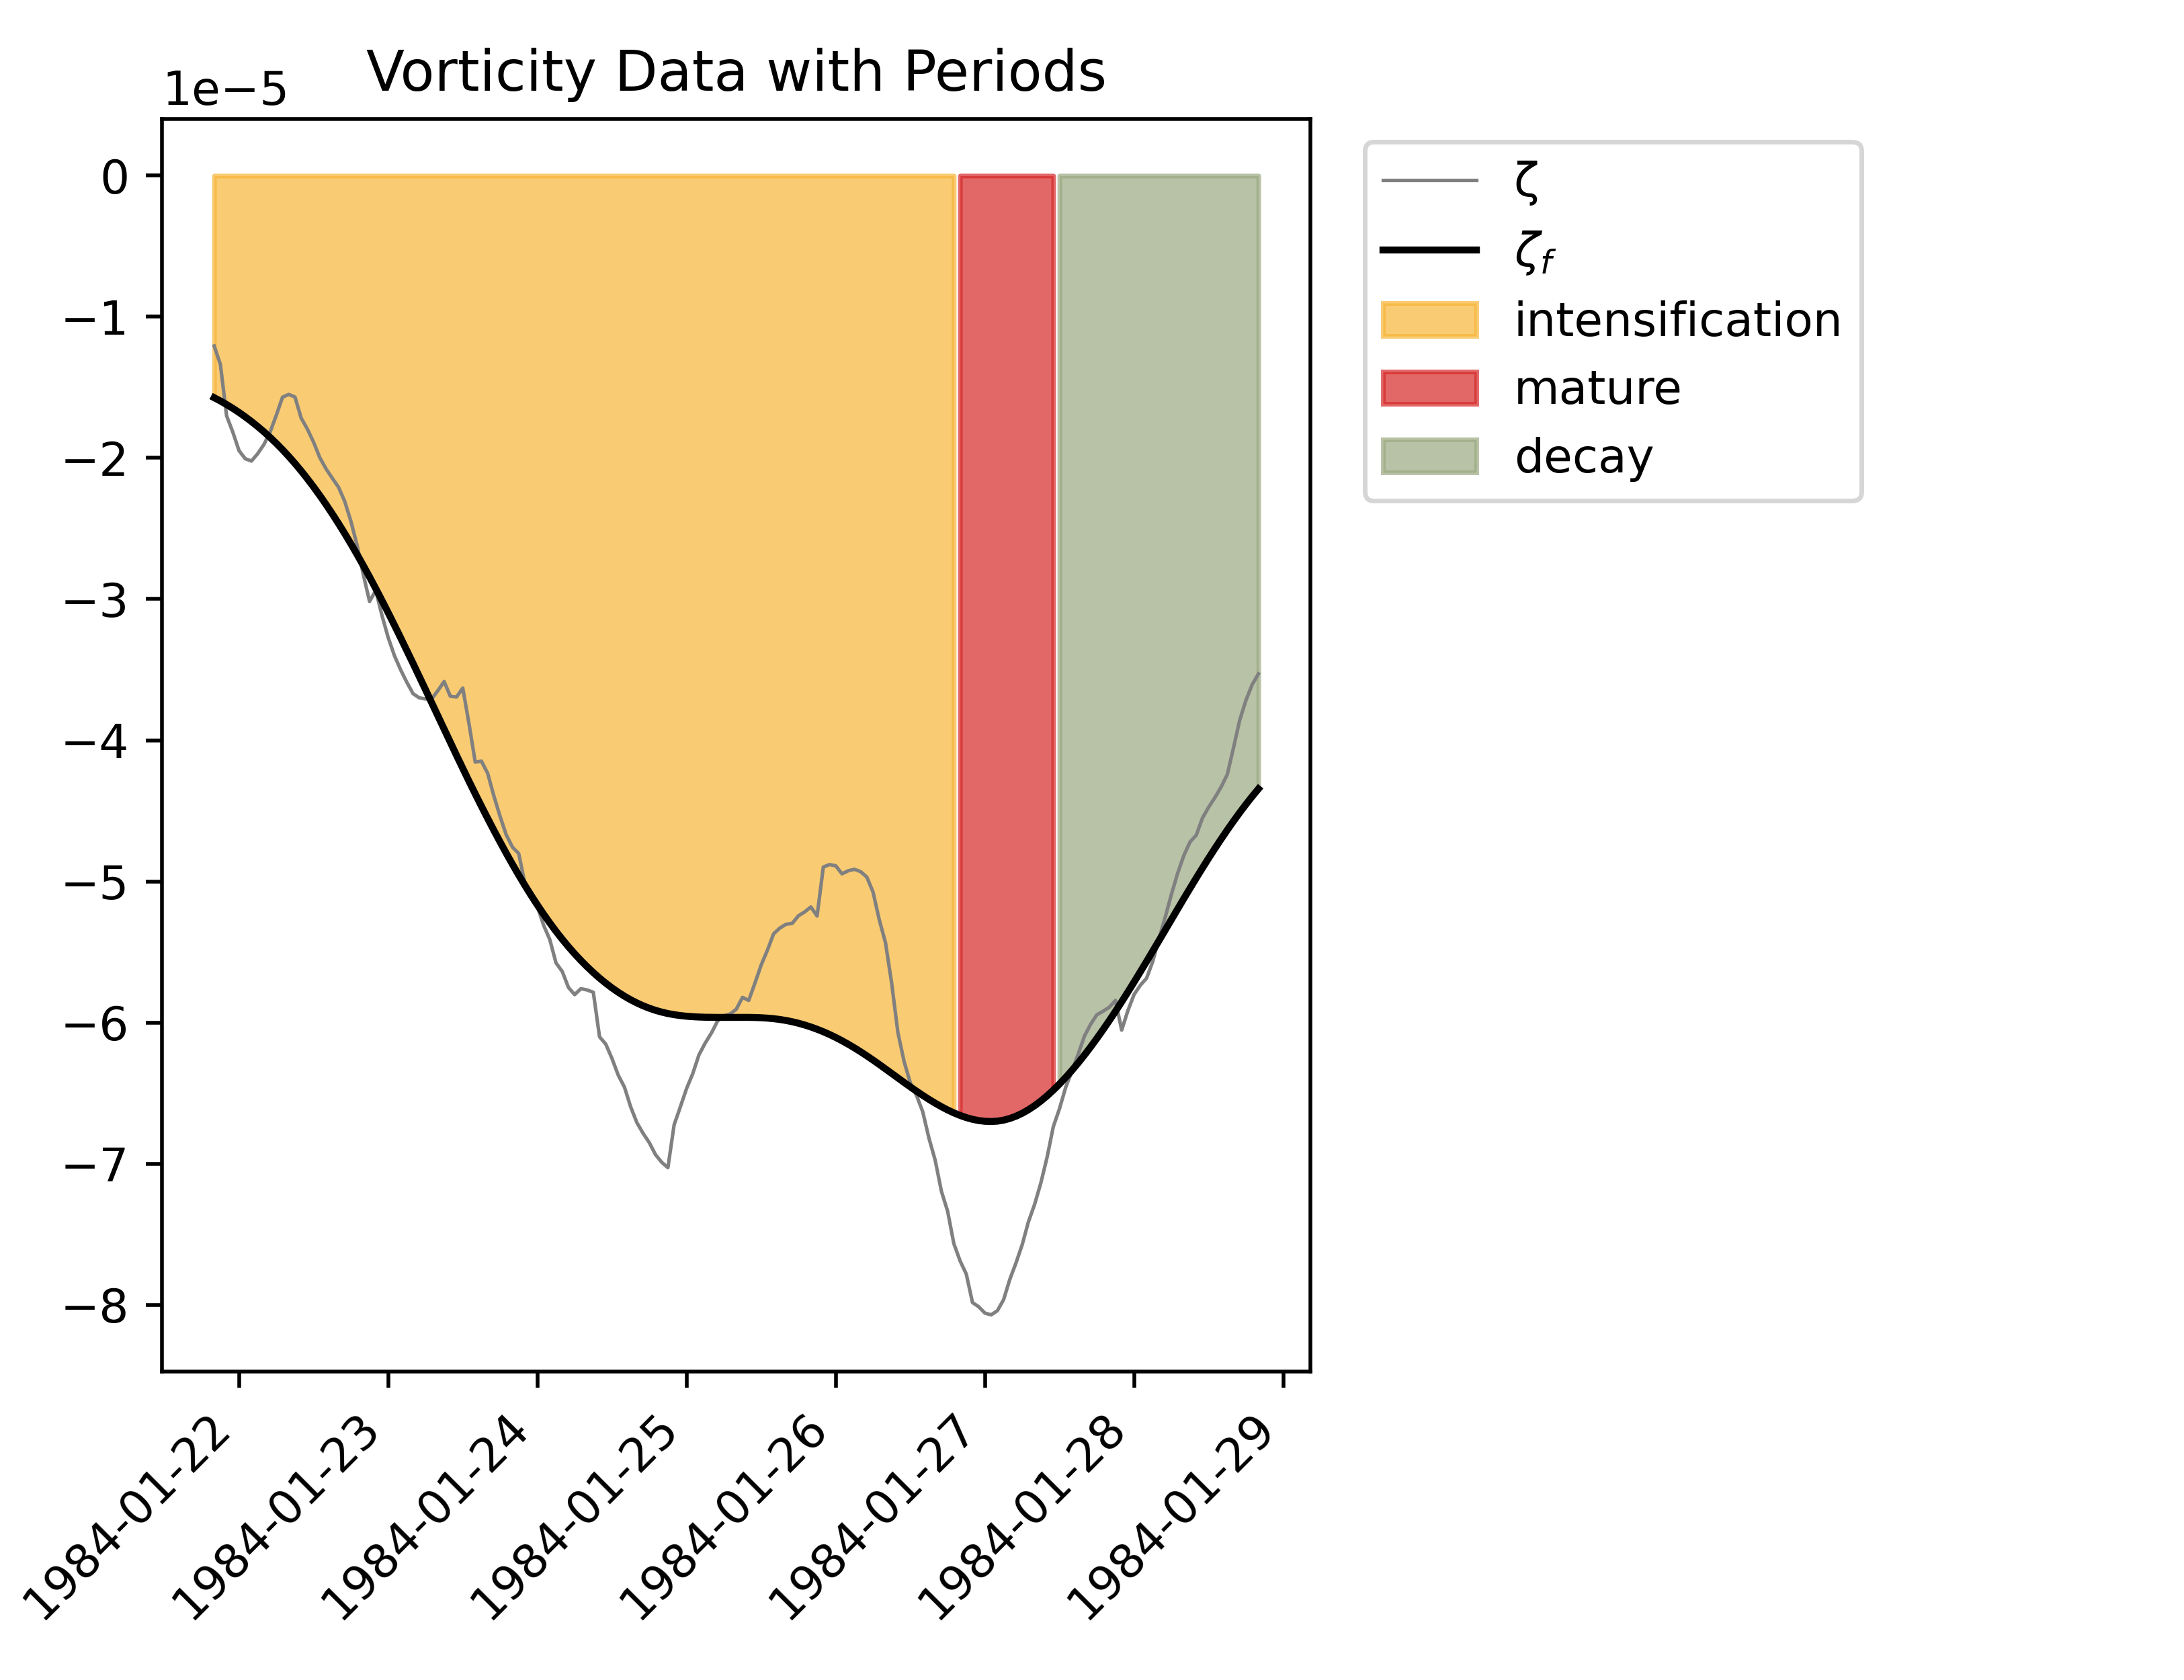 Vorticity Data with Periods
1e−5
0
−1
−2
−3
−4
−5
−6
−7
−8
1984-01-22
1984-01-23
1984-01-24
1984-01-25
1984-01-26
1984-01-27
1984-01-28
1984-01-29
ζ
ζf
intensification
mature
decay